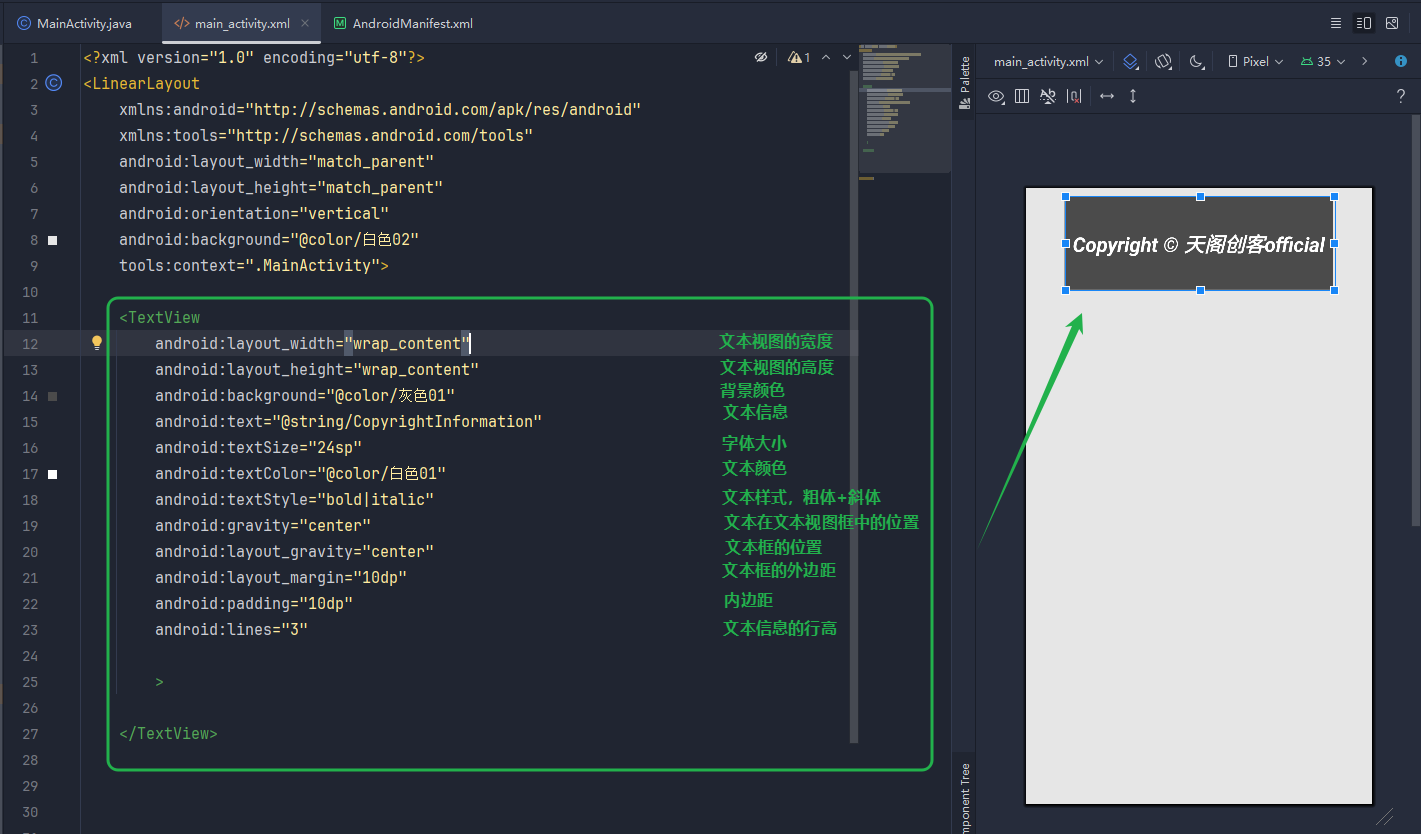 MainActivity.java
main_activity.xml
AndroidManifest.xml
1 <?xml version="1.0" encoding="utf-8"?>
1
2 <LinearLayout
3 xmlns:android="http://schemas.android.com/apk/res/android"
4 xmlns:tools="http://schemas.android.com/tools"
5 android:layout_width="match_parent"
6 android:layout_height="match_parent"
7 android:orientation="vertical"
8 android:background="@color/白色02"
9 tools:context=".MainActivity">
10
11 <TextView
12 android:layout_width="wrap_content" 文本视图的宽度
13 android:layout_height="wrap_content" 文本视图的高度
14 android:background="@color/灰色01" 背景颜色
15 android:text="@string/CopyrightInformation" 文本信息
16 android:textSize="24sp" 字体大小
17 android:textColor="@color/白色01" 文本颜色
18 android:textStyle="bold|italic" 文本样式，粗体+斜体
19 android:gravity="center" 文本在文本视图框中的位置
20 android:layout_gravity="center" 文本框的位置
21 android:layout_margin="10dp" 文本框的外边距
22 android:padding="10dp" 内边距
23 android:lines="3" 文本信息的行高
24
25 >
26
27 </TextView>
28
29
30
Palette
mponent Tree
main_activity.xml
Pixel
35
?
Copyright © 天阁创客official